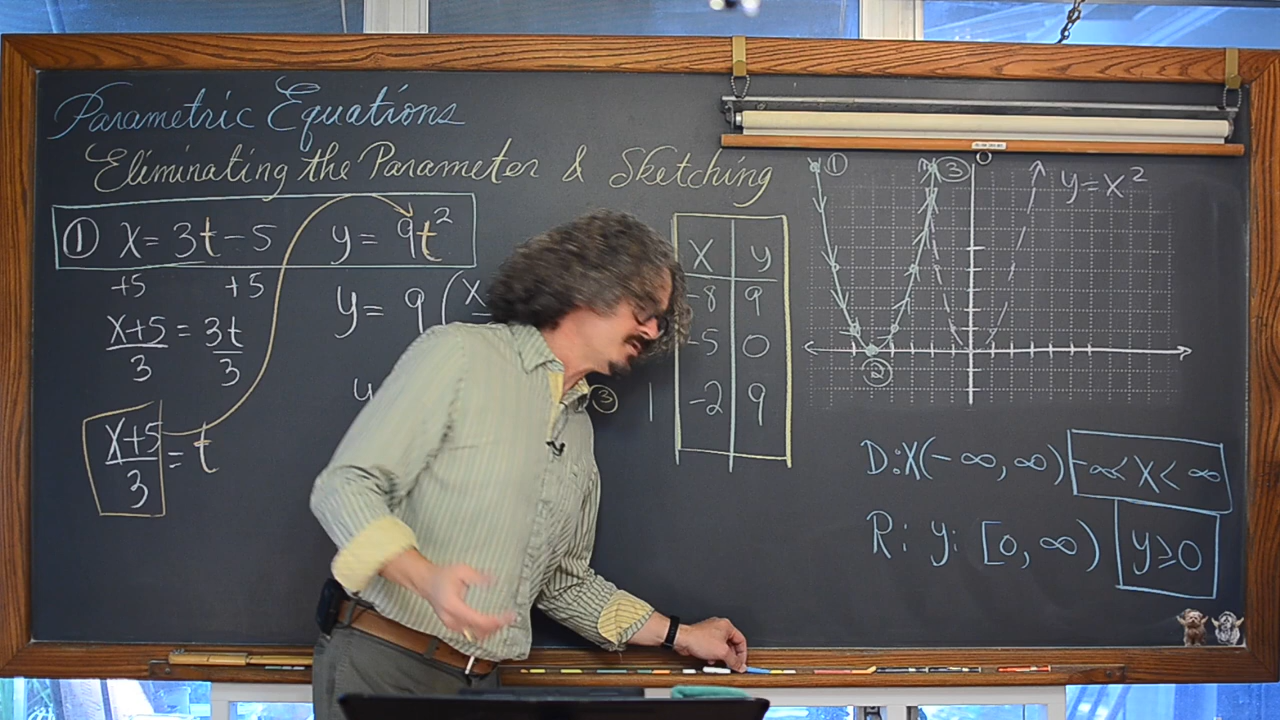 Parametric Equations
Eliminating the Parameter & Sketching
① x = 3t - 5 y = 9t²
+5 +5
x+5 = 3t
3 3
x+5 = t
3
y = 9(x
y
③ 1
x y
-8 9
-5 0
-2 9
① ③ y = x²
②
D: x(-∞, ∞) -∞ < x < ∞
R: y: [0, ∞) y ≥ 0